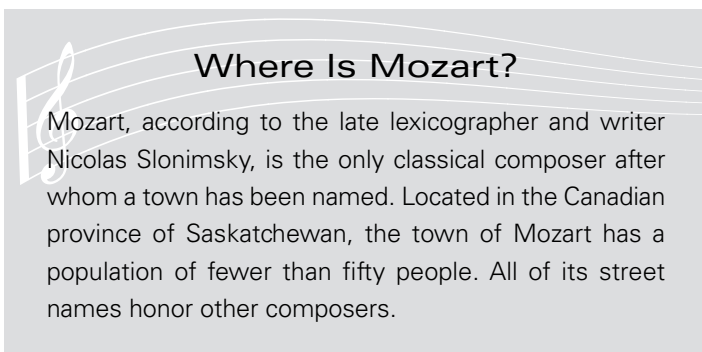 Where Is Mozart?
Mozart, according to the late lexicographer and writer
Nicolas Slonimsky, is the only classical composer after
whom a town has been named. Located in the Canadian
province of Saskatchewan, the town of Mozart has a
population of fewer than fifty people. All of its street
names honor other composers.